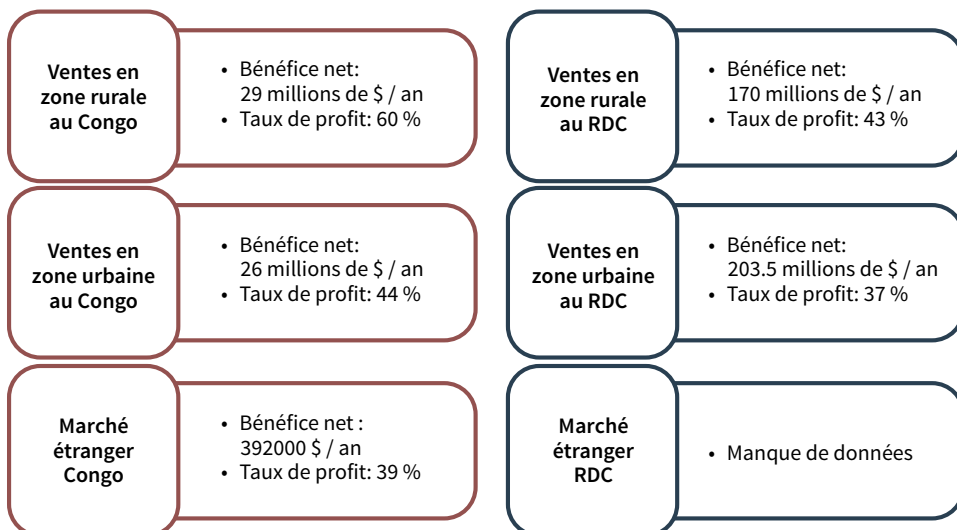 Ventes en
zone rurale
au Congo
• Bénéfice net:
29 millions de $ / an
• Taux de profit: 60 %
Ventes en
zone rurale
au RDC
• Bénéfice net:
170 millions de $ / an
• Taux de profit: 43 %
Ventes en
zone urbaine
au Congo
• Bénéfice net:
26 millions de $ / an
• Taux de profit: 44 %
Ventes en
zone urbaine
au RDC
• Bénéfice net:
203.5 millions de $ / an
• Taux de profit: 37 %
Marché
étranger
Congo
• Bénéfice net :
392000 $ / an
• Taux de profit: 39 %
Marché
étranger
RDC
• Manque de données